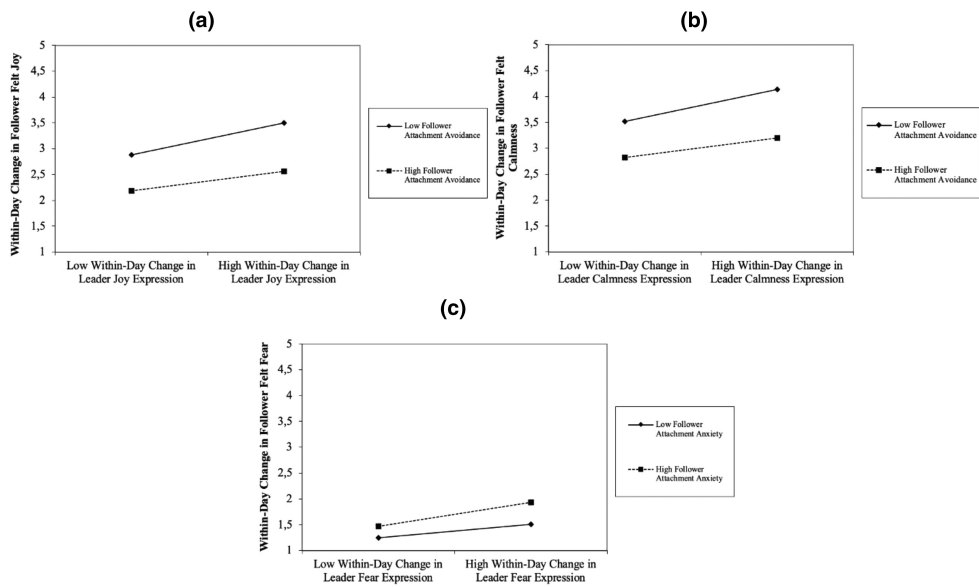 (a)
Within-Day Change in Follower Felt Joy
5
4,5
4
3,5
3
2,5
2
1,5
1
Low Within-Day Change in
Leader Joy Expression
High Within-Day Change in
Leader Joy Expression
Low Follower
Attachment Avoidance
High Follower
Attachment Avoidance
(b)
Within-Day Change in Follower Felt
Calmness
5
4,5
4
3,5
3
2,5
2
1,5
1
Low Within-Day Change in
Leader Calmness Expression
High Within-Day Change in
Leader Calmness Expression
Low Follower
Attachment Avoidance
High Follower
Attachment Avoidance
(c)
Within-Day Change in Follower Felt Fear
5
4,5
4
3,5
3
2,5
2
1,5
1
Low Within-Day Change in
Leader Fear Expression
High Within-Day Change in
Leader Fear Expression
Low Follower
Attachment Anxiety
High Follower
Attachment Anxiety